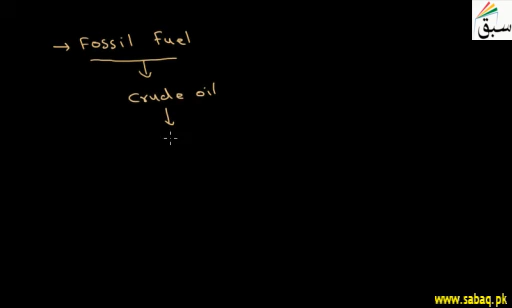 سبق
→ Fossil fuel
Crude oil
www.sabaq.pk